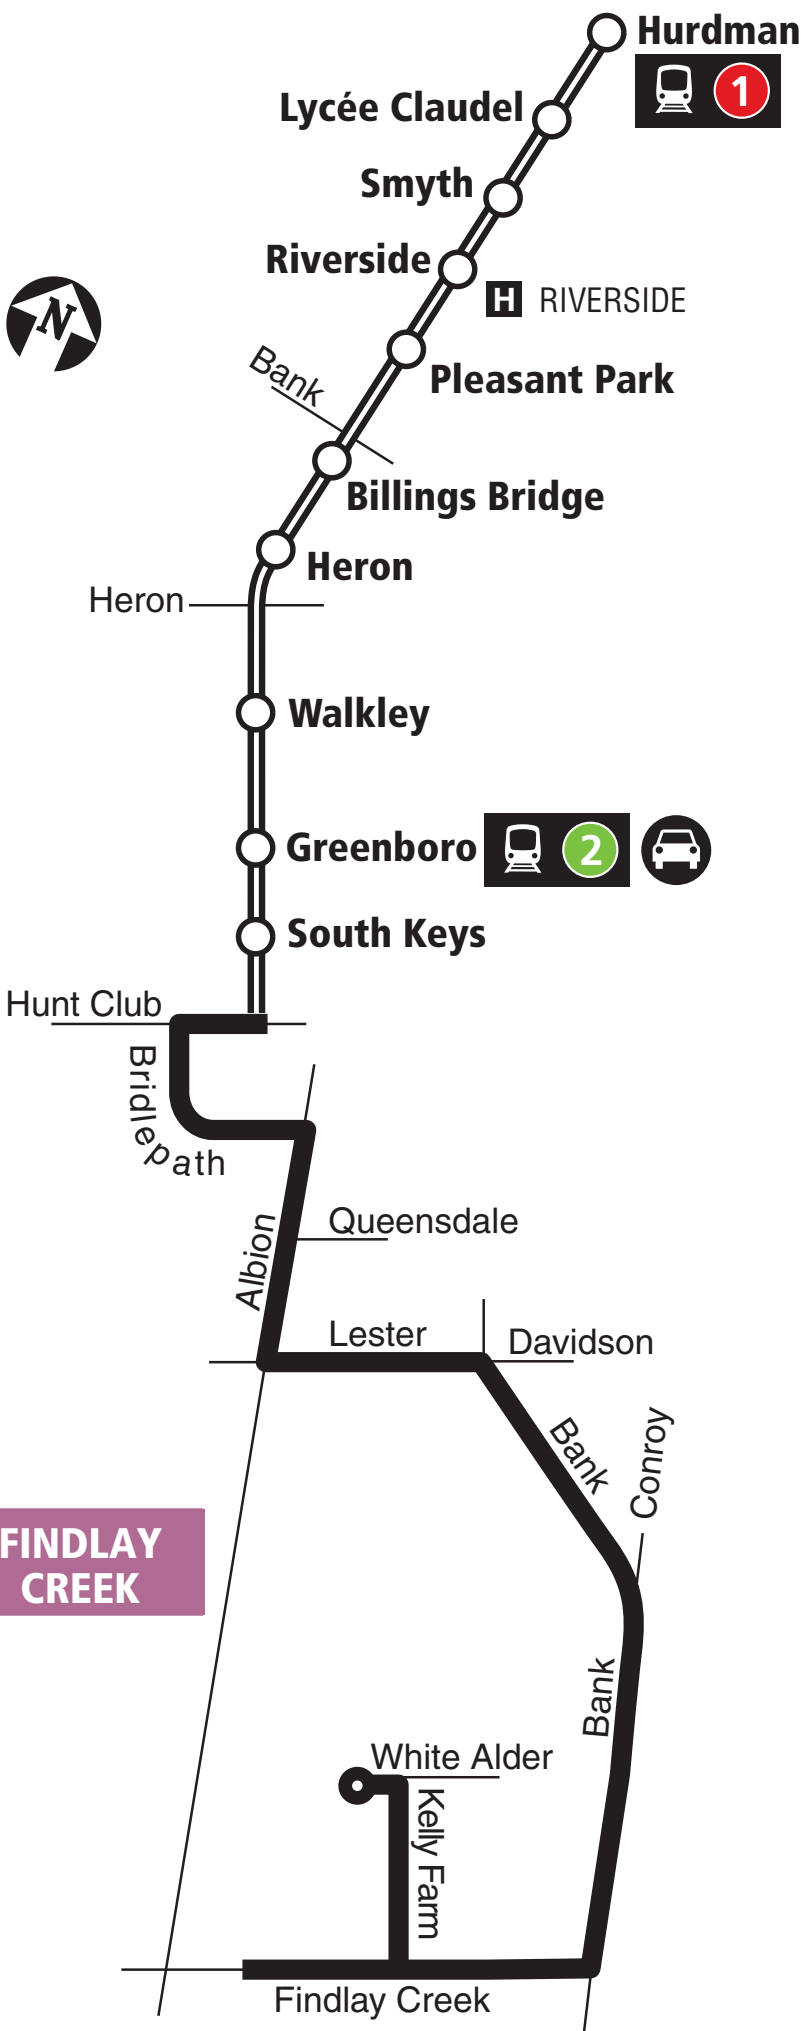 Hurdman
1
Lycée Claudel
Smyth
Riverside
H RIVERSIDE
N
Bank
Pleasant Park
Billings Bridge
Heron
Heron
Walkley
Greenboro
2
South Keys
Hunt Club
Bridlepath
Albion
Queensdale
Lester
Davidson
Bank
Conroy
FINDLAY
CREEK
Bank
White Alder
Kelly Farm
Findlay Creek